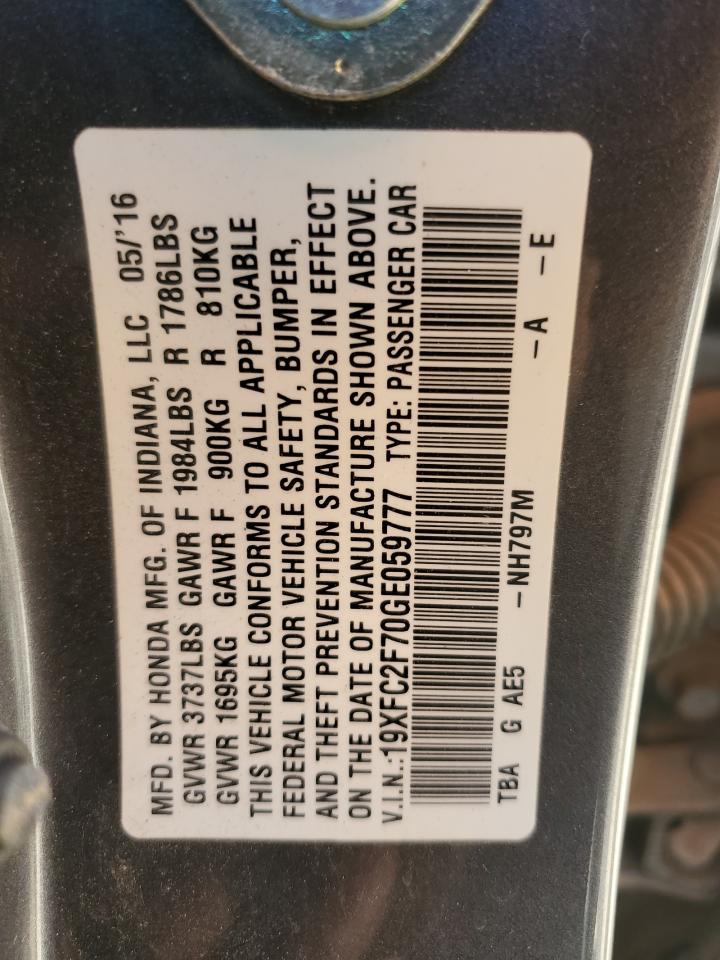 MFD. BY HONDA MFG. OF INDIANA, LLC 05/'16
GVWR 3737LBS GAWR F 1984LBS R 1786LBS
GVWR 1695KG GAWR F 900KG R 810KG
THIS VEHICLE CONFORMS TO ALL APPLICABLE
FEDERAL MOTOR VEHICLE SAFETY, BUMPER,
AND THEFT PREVENTION STANDARDS IN EFFECT
ON THE DATE OF MANUFACTURE SHOWN ABOVE.
V.I.N.:19XFC2F70GE059777 TYPE: PASSENGER CAR
TBA G AE5 -NH797M -A -E